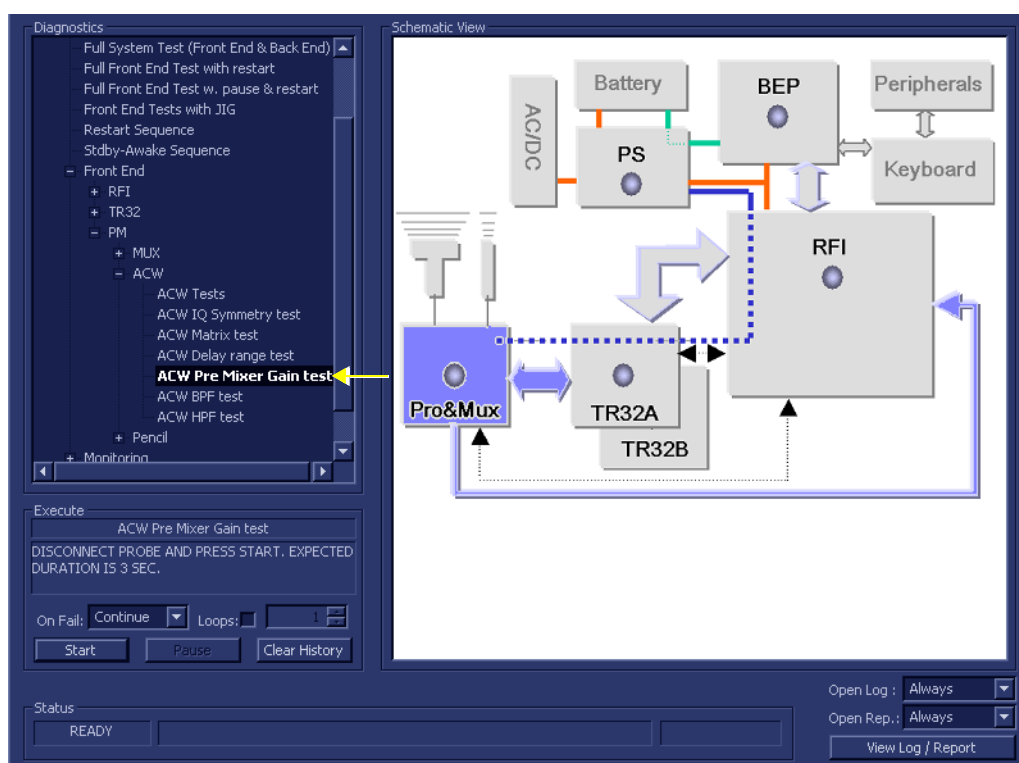 Diagnostics
Full System Test (Front End & Back End)
Full Front End Test with restart
Full Front End Test w. pause & restart
Front End Tests with JIG
Restart Sequence
Stdby-Awake Sequence
Front End
RFI
TR32
PM
MUX
ACW
ACW Tests
ACW IQ Symmetry test
ACW Matrix test
ACW Delay range test
ACW Pre Mixer Gain test
ACW BPF test
ACW HPF test
Pencil
Monitoring
Execute
ACW Pre Mixer Gain test
DISCONNECT PROBE AND PRESS START. EXPECTED
DURATION IS 3 SEC.
On Fail: Continue Loops: 1
Start Pause Clear History
Schematic View
AC/DC
Battery
BEP
Peripherals
PS
Keyboard
RFI
Pro&Mux
TR32A
TR32B
Status
READY
Open Log : Always
Open Rep.: Always
View Log / Report